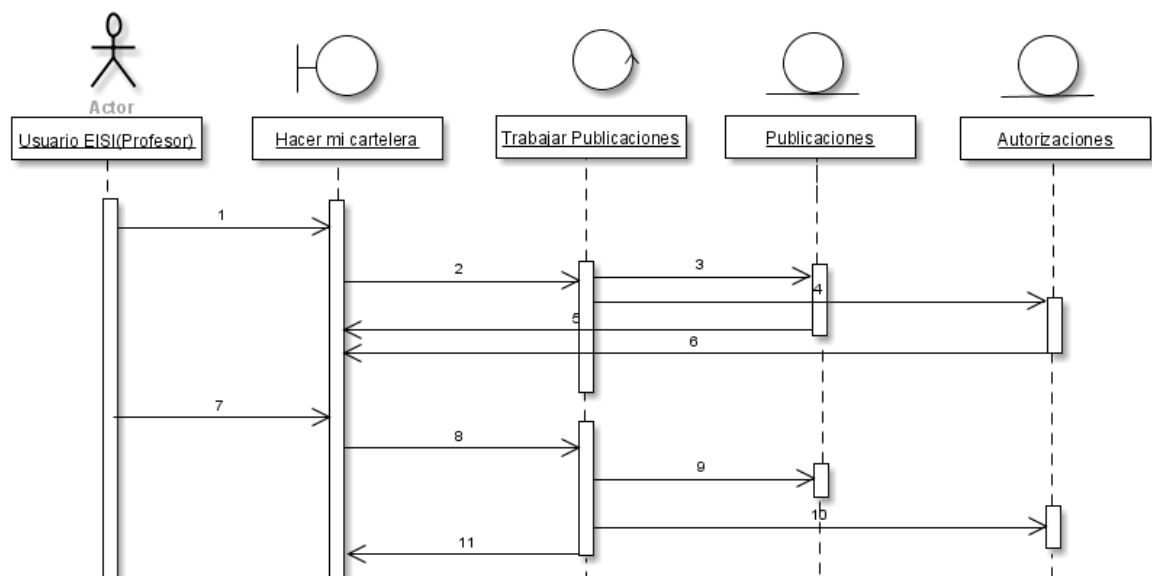 Actor
Usuario EISI(Profesor)
Hacer mi cartelera
Trabajar Publicaciones
Publicaciones
Autorizaciones
1
2
3
4
5
6
7
8
9
10
11